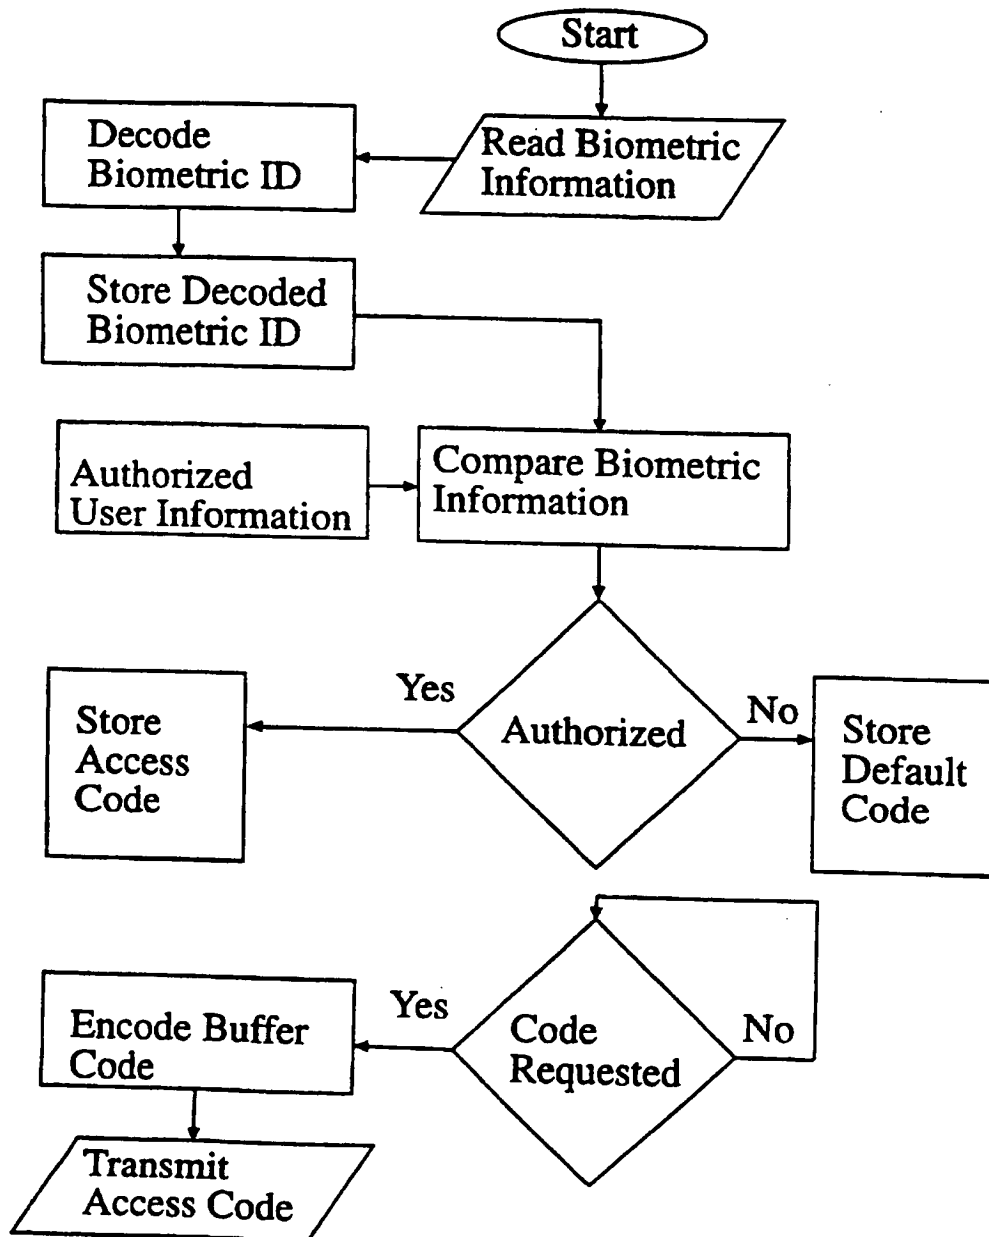 Start
Read Biometric
Information
Decode
Biometric ID
Store Decoded
Biometric ID
Authorized
User Information
Compare Biometric
Information
Authorized
Yes
No
Store
Access
Code
Store
Default
Code
Code
Requested
Yes
No
Encode Buffer
Code
Transmit
Access Code